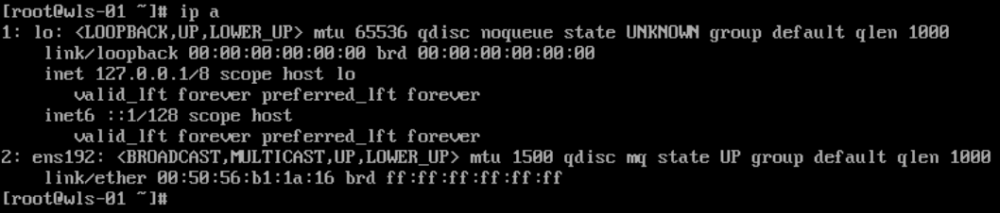 [root@wls-01 ~]# ip a
1: lo: <LOOPBACK,UP,LOWER_UP> mtu 65536 qdisc noqueue state UNKNOWN group default qlen 1000
    link/loopback 00:00:00:00:00:00 brd 00:00:00:00:00:00
    inet 127.0.0.1/8 scope host lo
       valid_lft forever preferred_lft forever
    inet6 ::1/128 scope host
       valid_lft forever preferred_lft forever
2: ens192: <BROADCAST,MULTICAST,UP,LOWER_UP> mtu 1500 qdisc mq state UP group default qlen 1000
    link/ether 00:50:56:b1:1a:16 brd ff:ff:ff:ff:ff:ff
[root@wls-01 ~]#